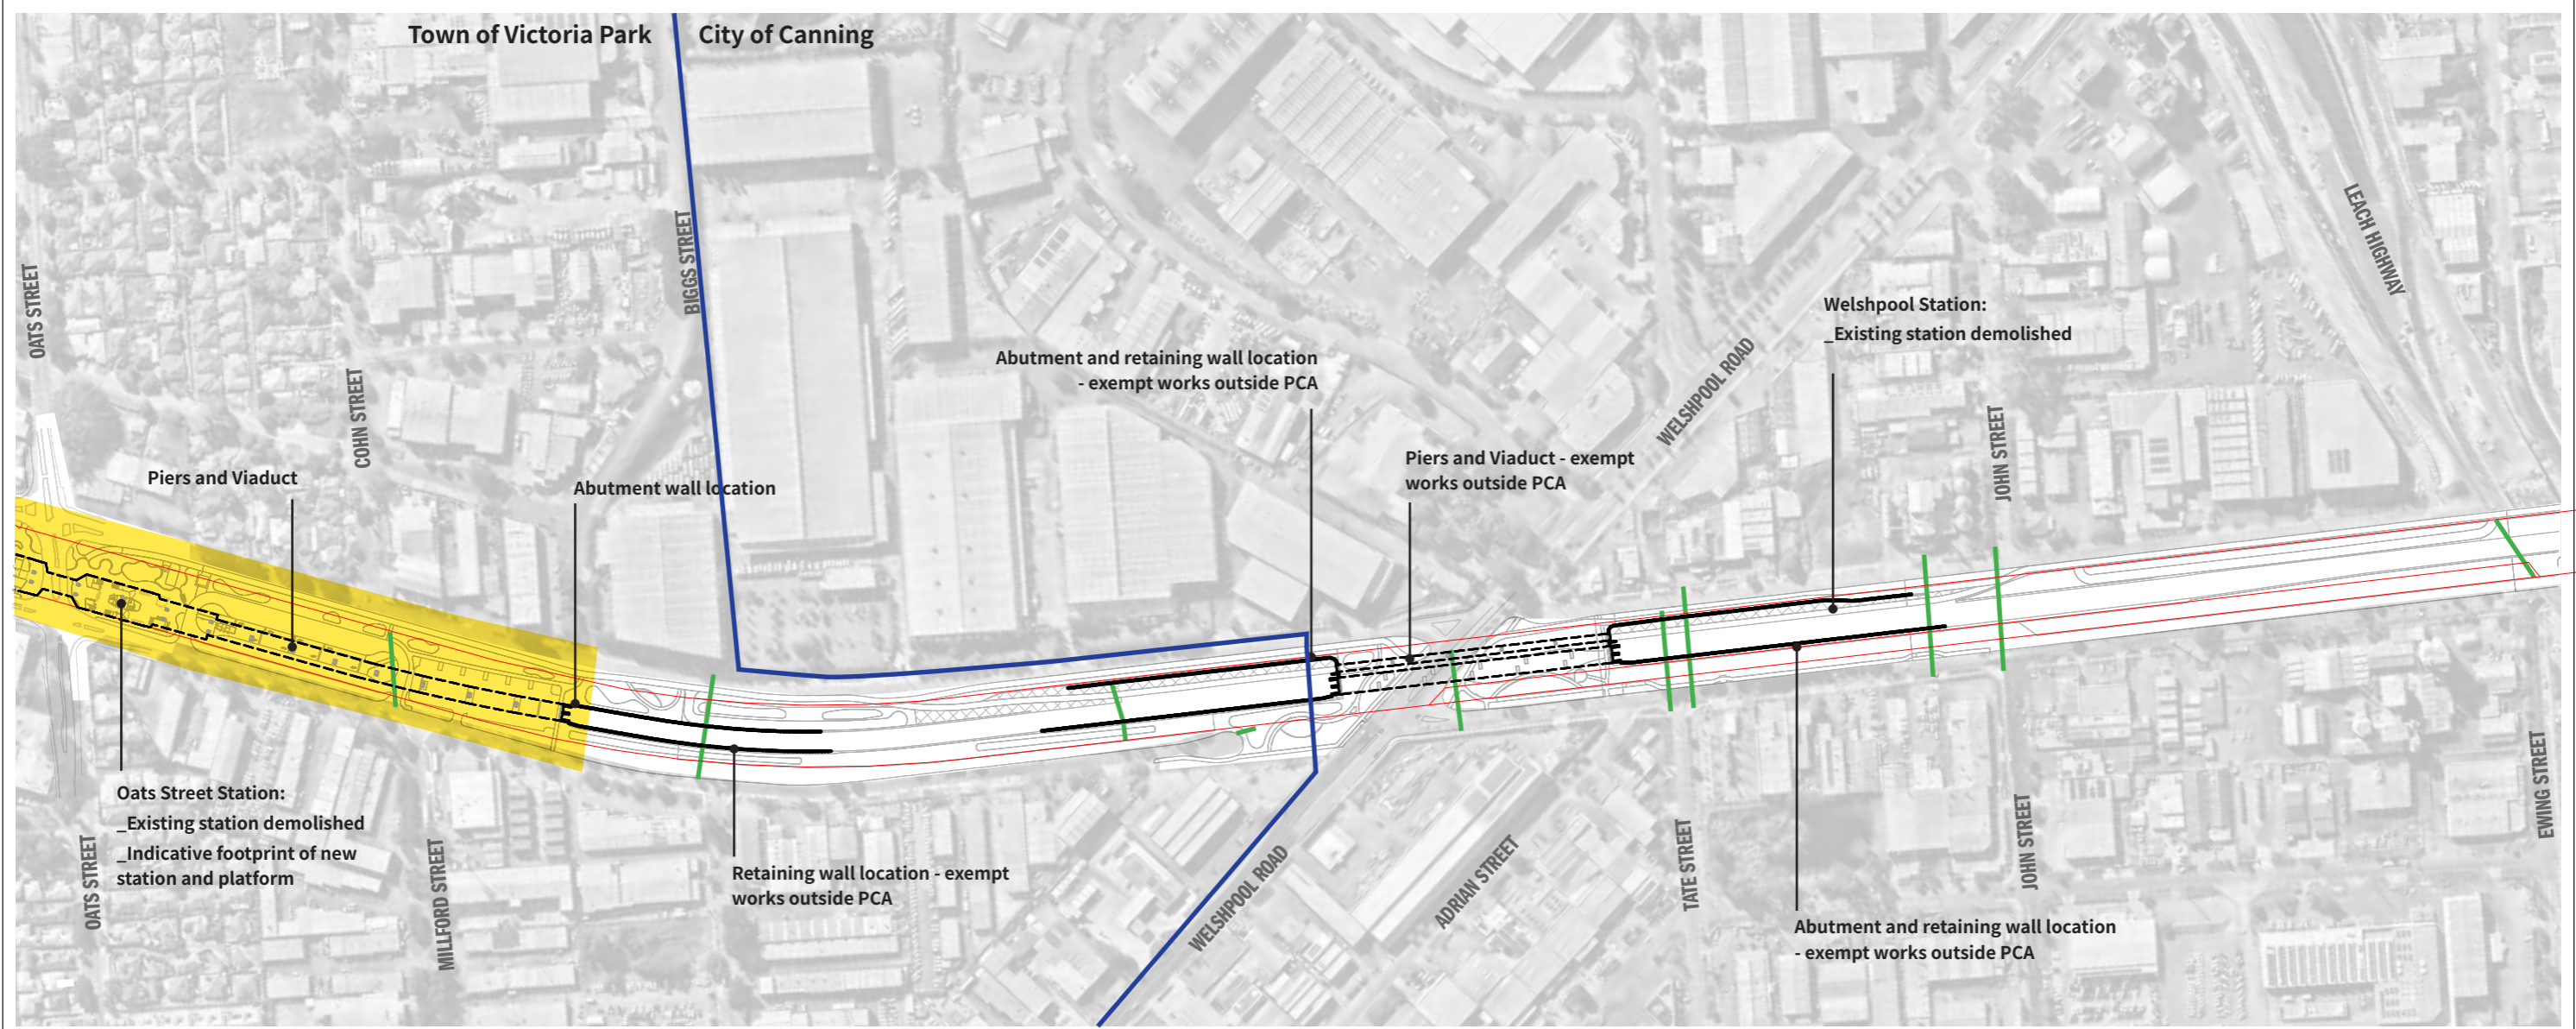 Town of Victoria Park
City of Canning
OATS STREET
COHN STREET
BIGGS STREET
LEACH HIGHWAY
Welshpool Station:
_Existing station demolished
Abutment and retaining wall location
- exempt works outside PCA
WELSHPOOL ROAD
JOHN STREET
Piers and Viaduct - exempt
works outside PCA
Piers and Viaduct
Abutment wall location
Oats Street Station:
_Existing station demolished
_Indicative footprint of new
station and platform
OATS STREET
MILLFORD STREET
Retaining wall location - exempt
works outside PCA
WELSHPOOL ROAD
ADRIAN STREET
TATE STREET
JOHN STREET
EWING STREET
Abutment and retaining wall location
- exempt works outside PCA